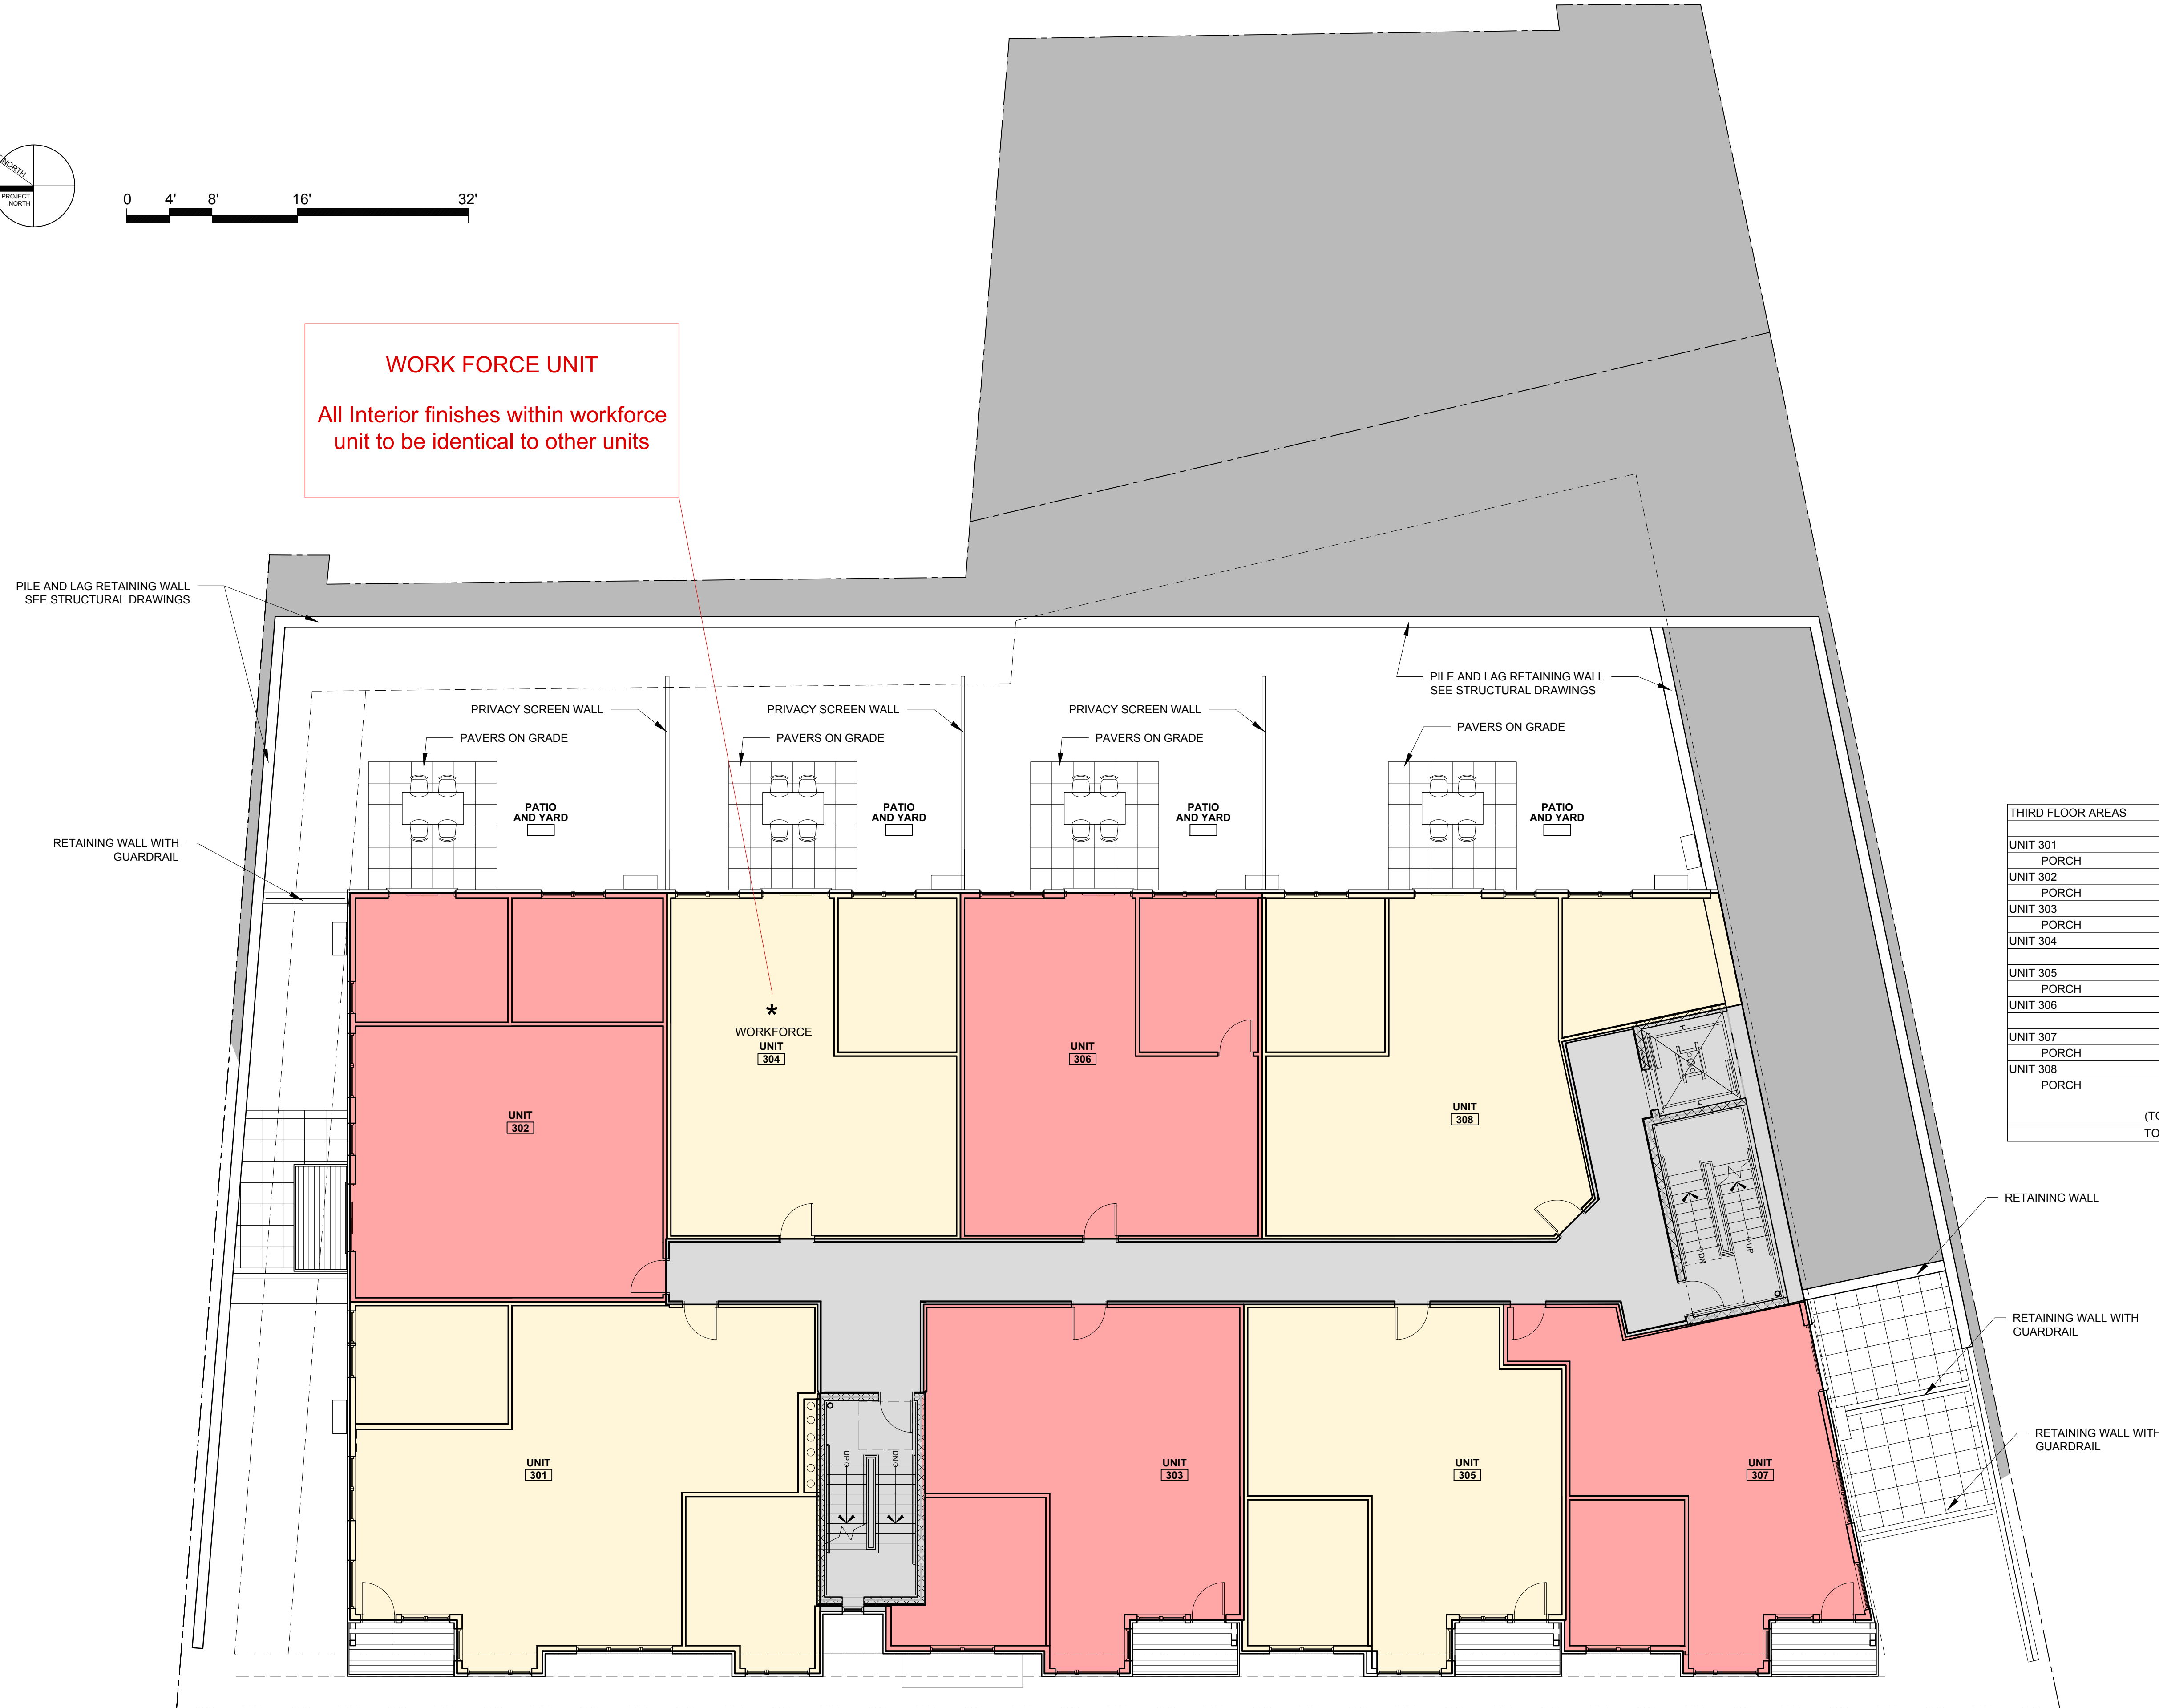 NORTH
PROJECT
NORTH
0 4' 8' 16' 32'
WORK FORCE UNIT
All Interior finishes within workforce
unit to be identical to other units
PILE AND LAG RETAINING WALL
SEE STRUCTURAL DRAWINGS
PILE AND LAG RETAINING WALL
SEE STRUCTURAL DRAWINGS
PRIVACY SCREEN WALL
PRIVACY SCREEN WALL
PRIVACY SCREEN WALL
PAVERS ON GRADE
PAVERS ON GRADE
PAVERS ON GRADE
PAVERS ON GRADE
PATIO
AND YARD
PATIO
AND YARD
PATIO
AND YARD
PATIO
AND YARD
RETAINING WALL WITH
GUARDRAIL
THIRD FLOOR AREAS
UNIT 301
PORCH
UNIT 302
PORCH
UNIT 303
PORCH
UNIT 304
UNIT 305
PORCH
UNIT 306
UNIT 307
PORCH
UNIT 308
PORCH
(TO
TO
*
WORKFORCE
UNIT
304
UNIT
306
UNIT
308
UNIT
302
DN
UP
RETAINING WALL
RETAINING WALL WITH
GUARDRAIL
RETAINING WALL WITH
GUARDRAIL
UNIT
301
UP
DN
UNIT
303
UNIT
305
UNIT
307